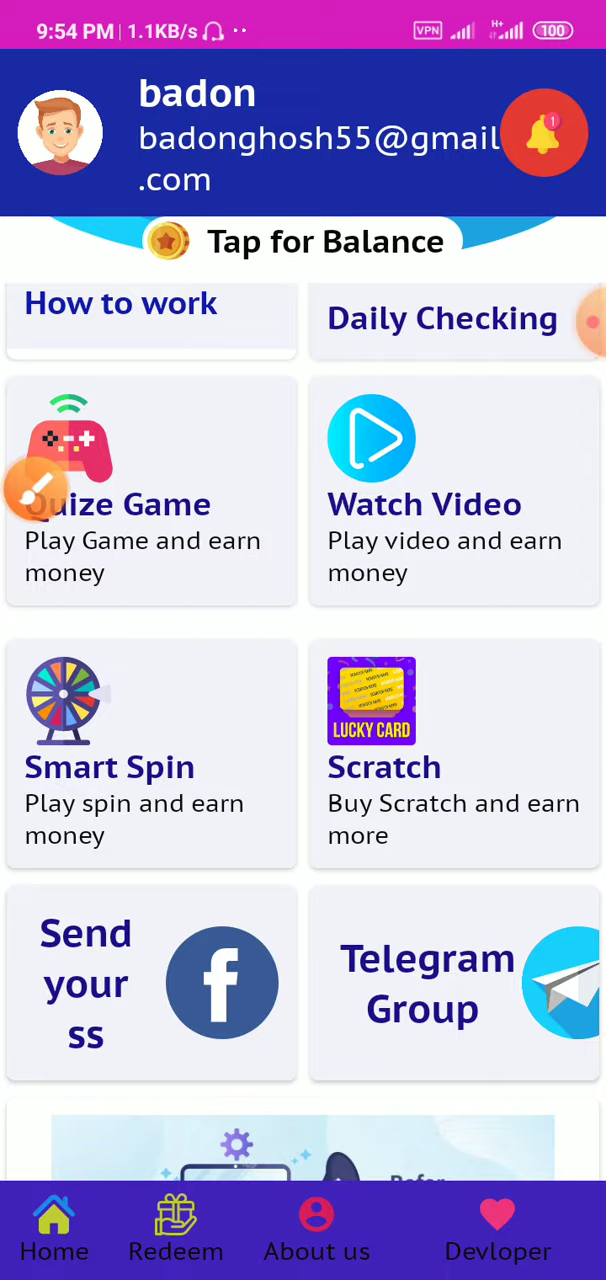 9:54 PM | 1.1KB/s
VPN
H+
100
badon
badonghosh55@gmail
.com
1
Tap for Balance
How to work
Daily Checking
Quize Game
Play Game and earn
money
Watch Video
Play video and earn
money
Smart Spin
Play spin and earn
money
LUCKY CARD
Scratch
Buy Scratch and earn
more
Send
your
ss
Telegram
Group
Home
Redeem
About us
Devloper